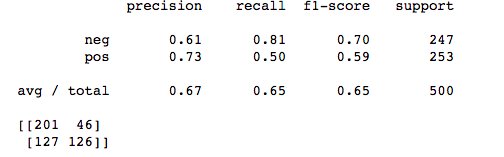 precision recall f1-score support
neg 0.61 0.81 0.70 247
pos 0.73 0.50 0.59 253
avg / total 0.67 0.65 0.65 500
[[201 46]
[127 126]]